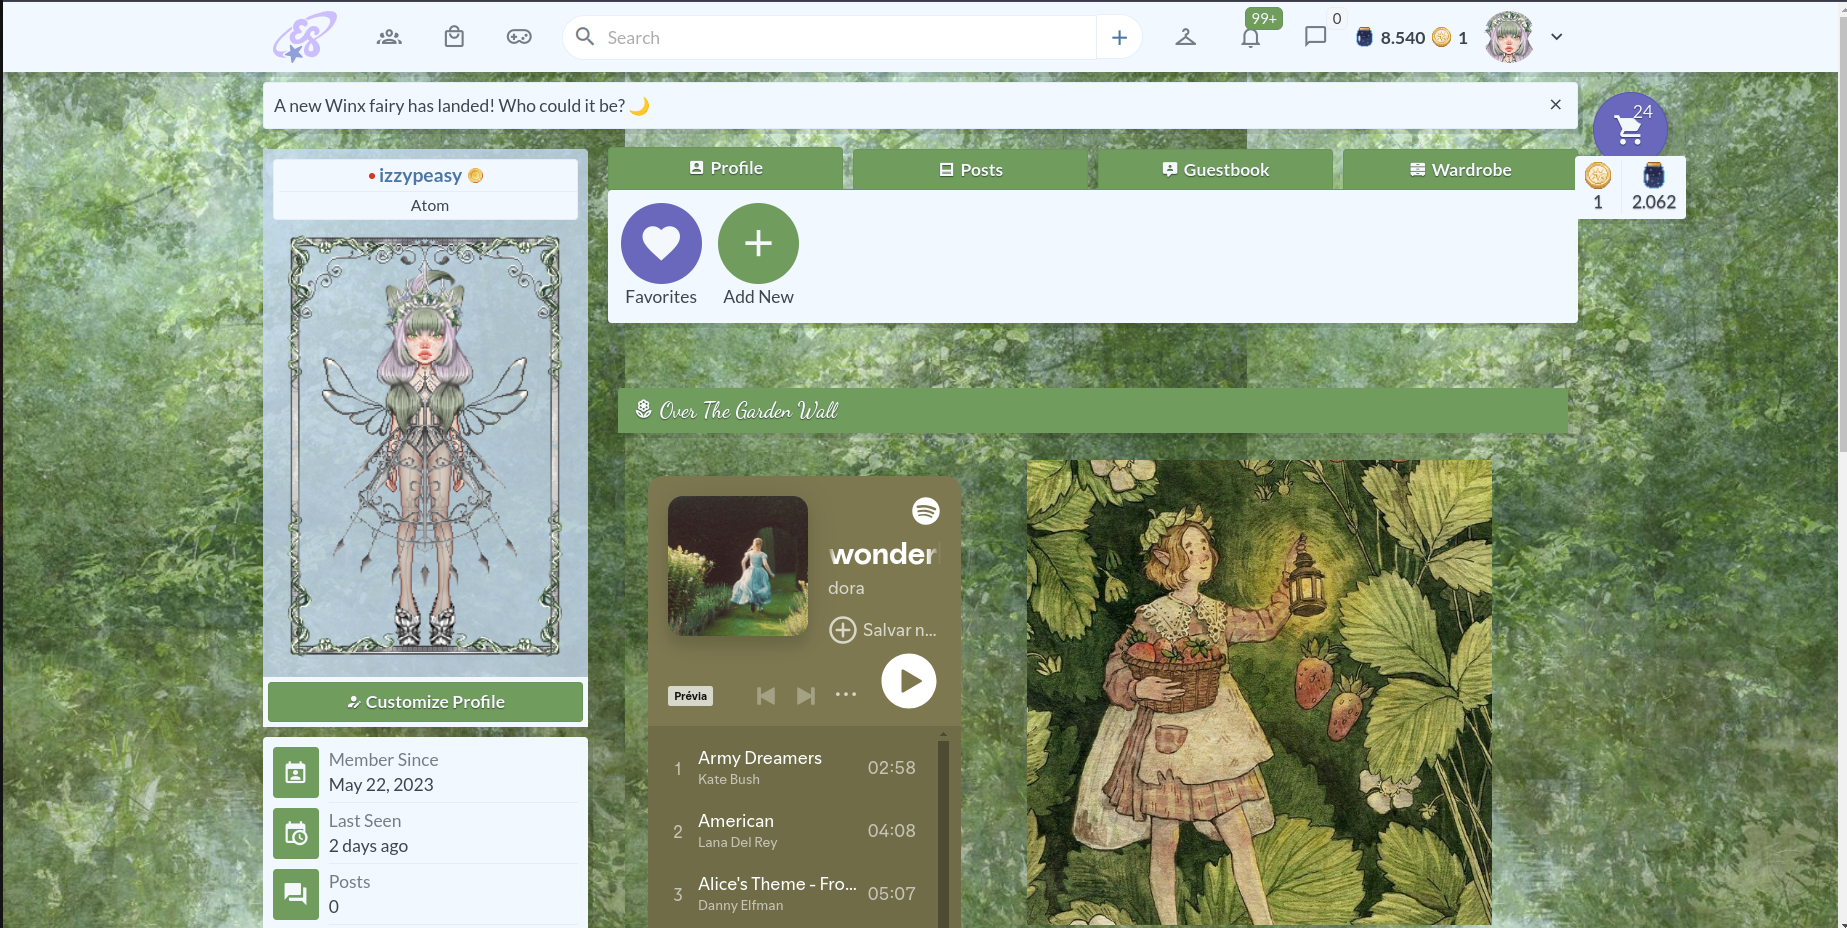 ES
Search
99+
0
8.540
1
A new Winx fairy has landed! Who could it be? 🌙
24
1
2.062
izzypeasy
Atom
Profile
Posts
Guestbook
Wardrobe
Favorites
Add New
Over The Garden Wall
wonder
dora
Salvar n...
Prévia
1
Army Dreamers
Kate Bush
02:58
2
American
Lana Del Rey
04:08
3
Alice's Theme - Fro...
Danny Elfman
05:07
Customize Profile
Member Since
May 22, 2023
Last Seen
2 days ago
Posts
0